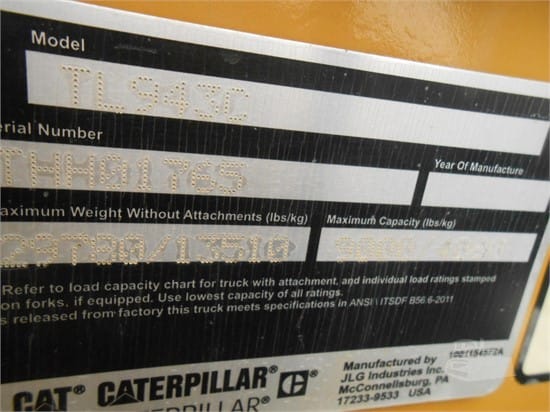 Model
TL943C
erial Number
THH01765
Year Of Manufacture
aximum Weight Without Attachments (lbs/kg)
Maximum Capacity (lbs/kg)
Refer to load capacity chart for truck with attachment, and individual load ratings stamped
on forks, if equipped. Use lowest capacity of all ratings.
s released from factory this truck meets specifications in ANSI \ ITSDF B56.6-2011
Manufactured by 1001154572A
JLG Industries Inc.
McConnellsburg, PA
17233-9533 USA
CAT CATERPILLAR C
CATERPILLAR